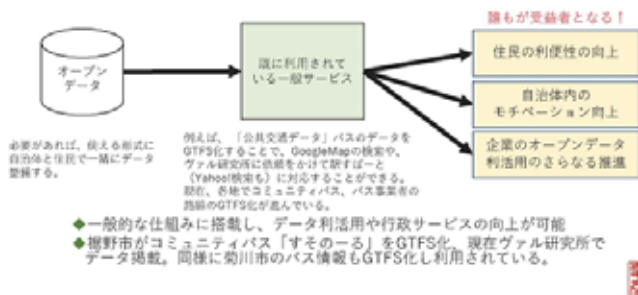 誰もが受益者となる!
オープン
データ
既に利用されて
いる一般サービス
住民の利便性の向上
自治体内の
モチベーション向上
企業のオープンデータ
利活用のさらなる推進
必要があれば、使える形式に
自治体と住民で一緒にデータ
整備する。
例えば、「公共交通データ」バスのデータを
GTFS化することで、GoogleMapの検索や、
ヴァル研究所に依頼をかけて駅すぱーと
(Yahoo!検索も)に対応することができる。
現在、各地でコミュニティバス、バス事業者の
路線のGTFS化が進んでいる。
◆一般的な仕組みに搭載し、データ利活用や行政サービスの向上が可能
◆裾野市がコミュニティバス「すそのーる」をGTFS化、現在ヴァル研究所で
データ掲載。同様に菊川市のバス情報もGTFS化し利用されている。